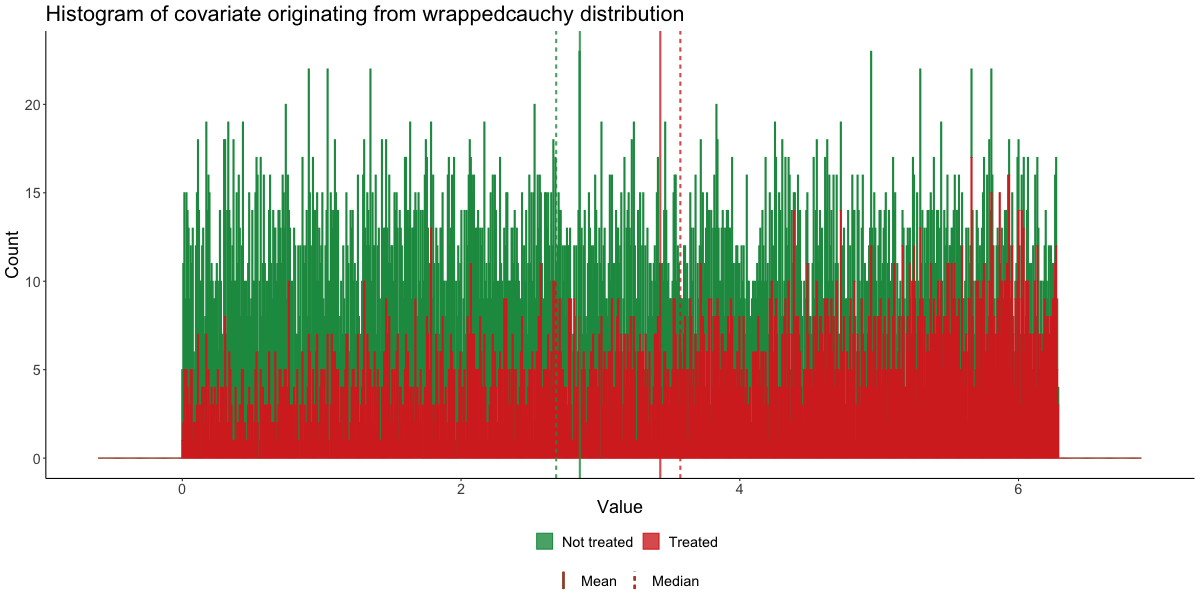 Histogram of covariate originating from wrappedcauchy distribution
Count
20
15
10
5
0
0 2 4 6
Value
Not treated Treated
Mean Median